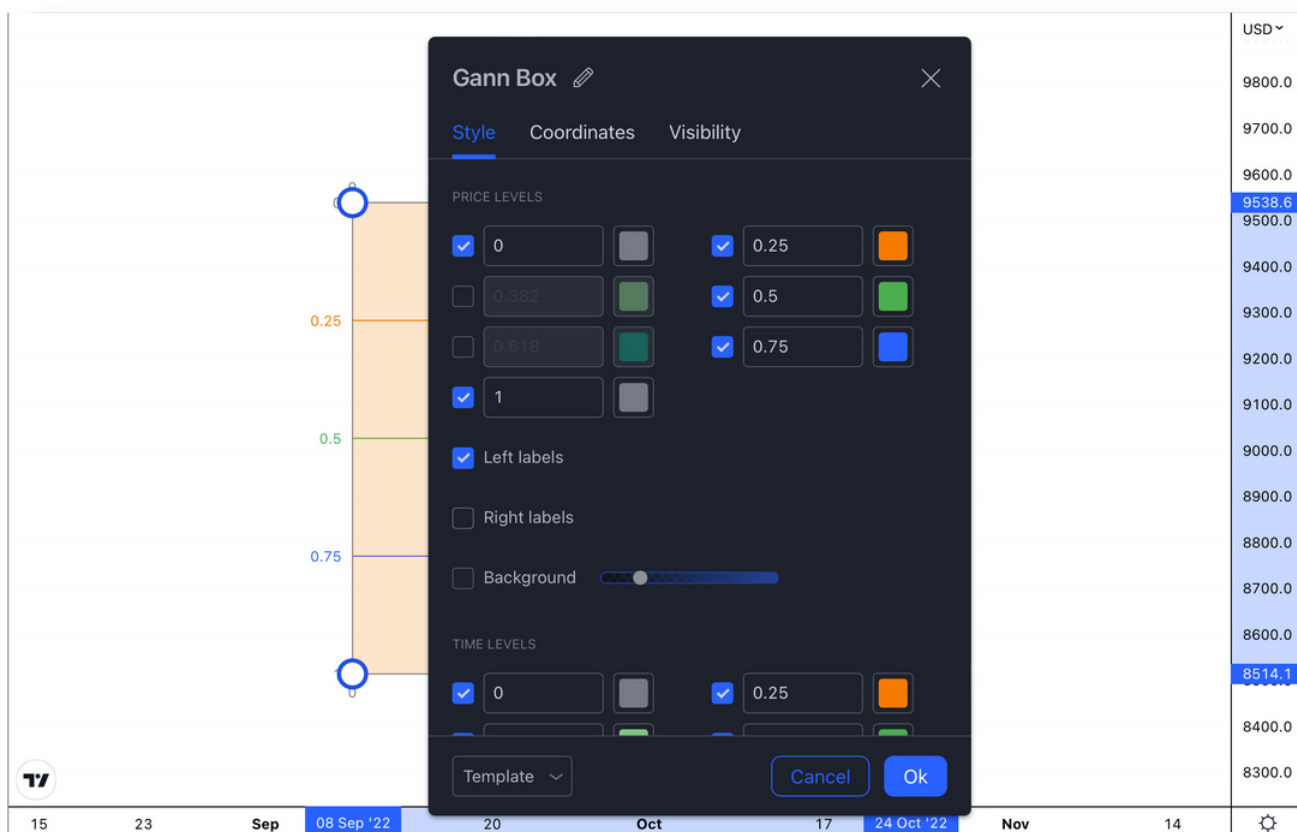 USD
Gann Box
Style Coordinates Visibility
PRICE LEVELS
0 0.25
0.382 0.5
0.618 0.75
1
Left labels
Right labels
Background
TIME LEVELS
0 0.25
Template Cancel Ok
0
0.25
0.5
0.75
0
9800.0
9700.0
9600.0
9538.6
9500.0
9400.0
9300.0
9200.0
9100.0
9000.0
8900.0
8800.0
8700.0
8600.0
8514.1
8400.0
8300.0
15 23 Sep 08 Sep '22 20 Oct 17 24 Oct '22 Nov 14